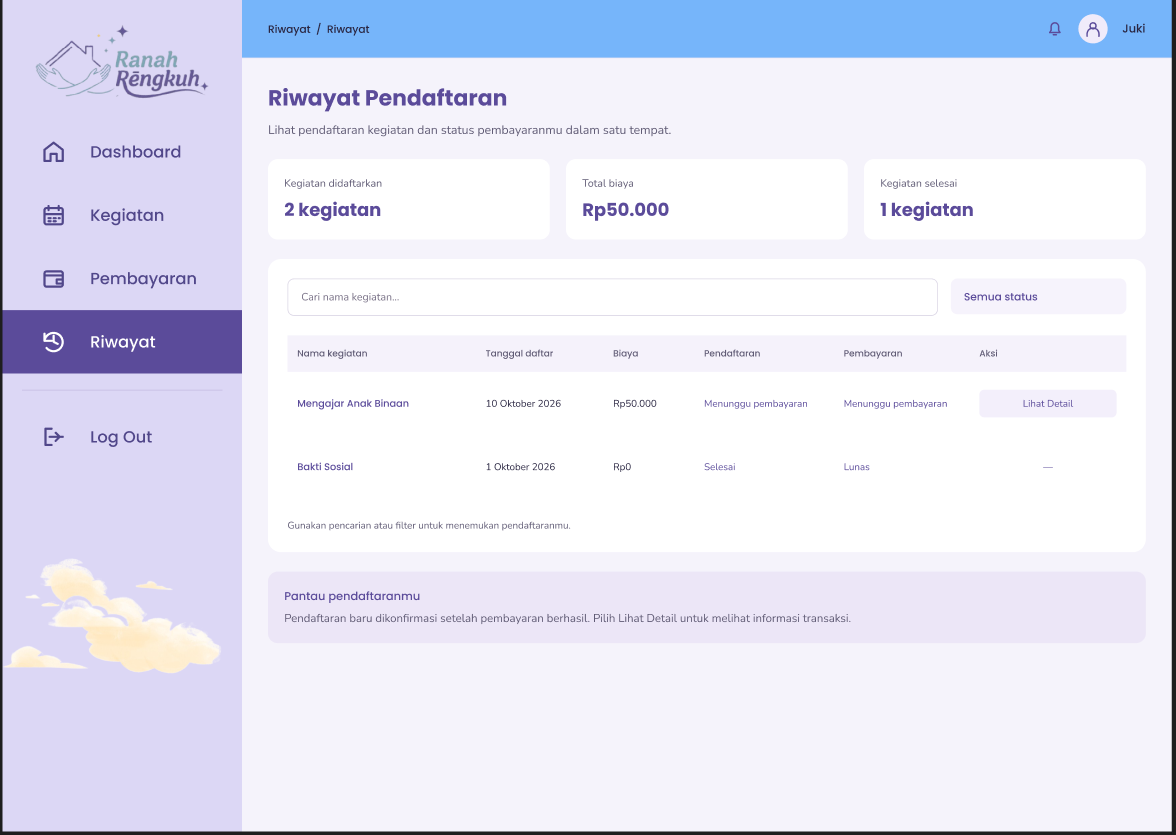 Ranah
Rēngkuh
Dashboard
Kegiatan
Pembayaran
Riwayat
Log Out
Riwayat / Riwayat
Juki
Riwayat Pendaftaran
Lihat pendaftaran kegiatan dan status pembayaranmu dalam satu tempat.
Kegiatan didaftarkan
2 kegiatan
Total biaya
Rp50.000
Kegiatan selesai
1 kegiatan
Cari nama kegiatan...
Semua status
Nama kegiatan Tanggal daftar Biaya Pendaftaran Pembayaran Aksi
Mengajar Anak Binaan 10 Oktober 2026 Rp50.000 Menunggu pembayaran Menunggu pembayaran Lihat Detail
Bakti Sosial 1 Oktober 2026 Rp0 Selesai Lunas —
Gunakan pencarian atau filter untuk menemukan pendaftaranmu.
Pantau pendaftaranmu
Pendaftaran baru dikonfirmasi setelah pembayaran berhasil. Pilih Lihat Detail untuk melihat informasi transaksi.